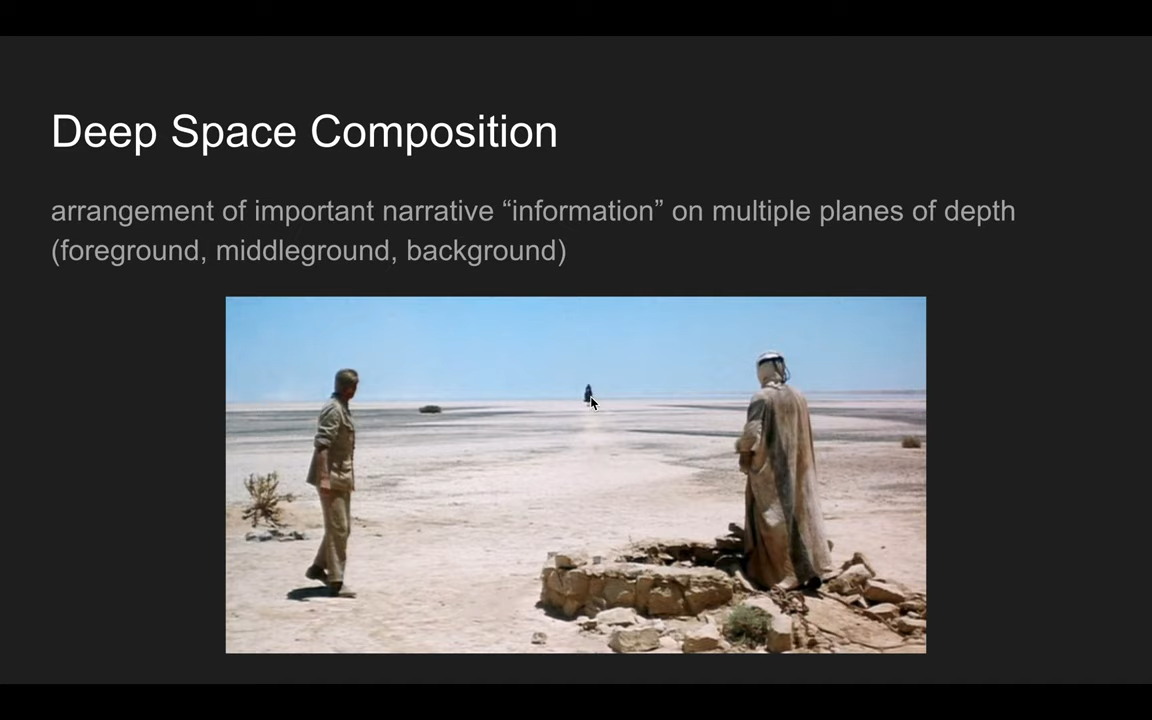 Deep Space Composition
arrangement of important narrative “information” on multiple planes of depth
(foreground, middleground, background)